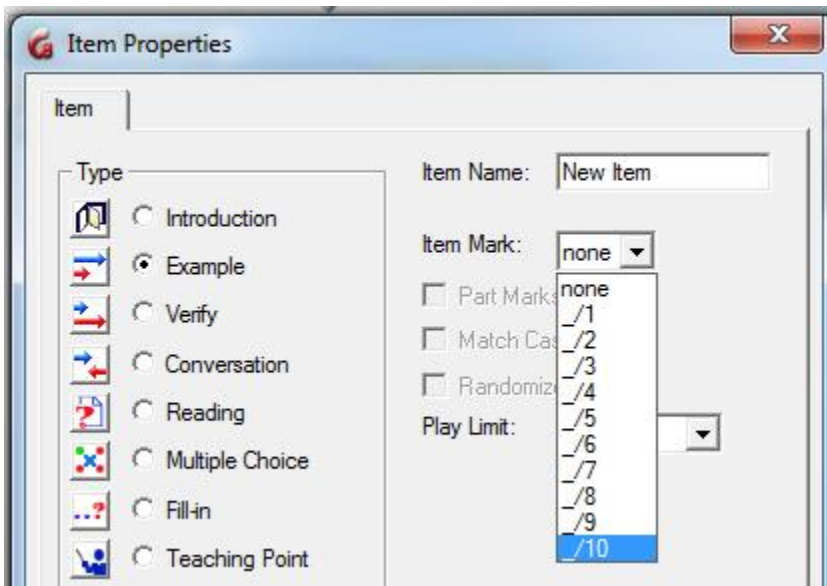 Item Properties
Item
Type
Introduction
Example
Verify
Conversation
Reading
Multiple Choice
Fill-in
Teaching Point
Item Name: New Item
Item Mark: none
none
_/1
_/2
_/3
_/4
_/5
_/6
_/7
_/8
_/9
_/10
Part Marks
Match Cas
Randomiz
Play Limit: